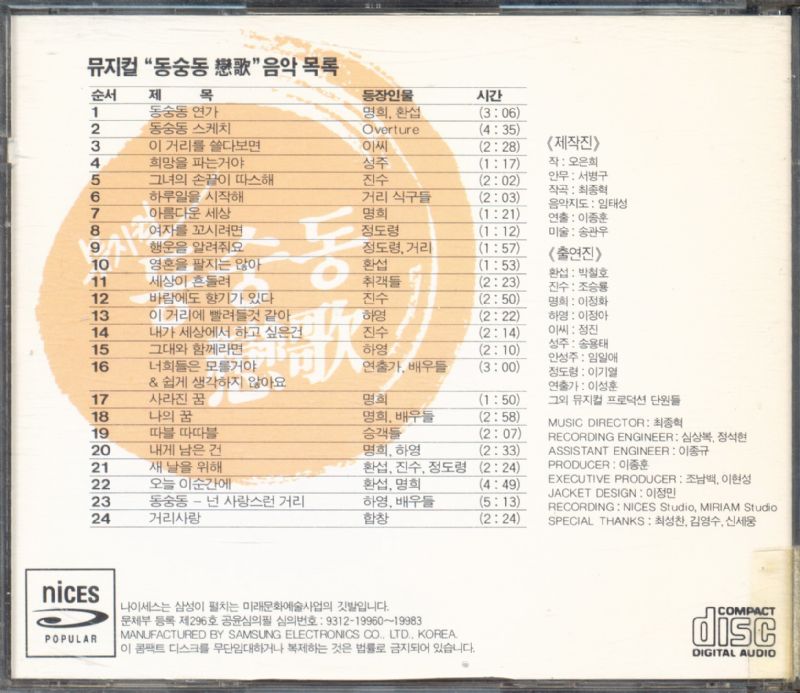 뮤지컬 “동숭동 戀歌” 음악 목록
순서 제 목 등장인물 시간
1 동숭동 연가 명희, 환섭 (3 : 06)
2 동숭동 스케치 Overture (4 : 35)
3 이 거리를 쓸다보면 이씨 (2 : 28)
4 희망을 파는거야 성주 (1 : 17)
5 그녀의 손끝이 따스해 진수 (2 : 02)
6 하루일을 시작해 거리 식구들 (2 : 03)
7 아름다운 세상 명희 (1 : 21)
8 여자를 꼬시려면 정도령 (1 : 12)
9 행운을 알려줘요 정도령, 거리 (1 : 57)
10 영혼을 팔지는 않아 환섭 (1 : 53)
11 세상이 흔들려 취객들 (2 : 23)
12 바람에도 향기가 있다 진수 (2 : 50)
13 이 거리에 빨려들것 같아 하영 (2 : 22)
14 내가 세상에서 하고 싶은건 진수 (2 : 14)
15 그대와 함께라면 하영 (2 : 10)
16 너희들은 모를거야 연출가, 배우들 (3 : 00)
& 쉽게 생각하지 않아요
17 사라진 꿈 명희 (1 : 50)
18 나의 꿈 명희, 배우들 (2 : 58)
19 따블 따따블 승객들 (2 : 07)
20 내게 남은 건 명희, 하영 (2 : 33)
21 새 날을 위해 환섭, 진수, 정도령 (2 : 24)
22 오늘 이순간에 환섭, 명희 (4 : 49)
23 동숭동 – 넌 사랑스런 거리 하영, 배우들 (5 : 13)
24 거리사랑 합창 (2 : 24)
《제작진》
작 : 오은희
안무 : 서병구
작곡 : 최종혁
음악지도 : 임태성
연출 : 이종훈
미술 : 송관우
《출연진》
환섭 : 박철호
진수 : 조승룡
명희 : 이정화
하영 : 이정아
이씨 : 정진
성주 : 송용태
안성주 : 임일애
정도령 : 이기열
연출가 : 이성훈
그외 뮤지컬 프로덕션 단원들
MUSIC DIRECTOR : 최종혁
RECORDING ENGINEER : 심상복, 정석현
ASSISTANT ENGINEER : 이종규
PRODUCER : 이종훈
EXECUTIVE PRODUCER : 조남백, 이현성
JACKET DESIGN : 이정민
RECORDING : NICES Studio, MIRIAM Studio
SPECIAL THANKS : 최성찬, 김영수, 신세웅
뮤지컬
동숭동
戀歌
nices
POPULAR
나이세스는 삼성이 펼치는 미래문화예술사업의 깃발입니다.
문체부 등록 제296호 공윤심의필 심의번호 : 9312-19960～19983
MANUFACTURED BY SAMSUNG ELECTRONICS CO., LTD., KOREA.
이 콤팩트 디스크를 무단임대하거나 복제하는 것은 법률로 금지되어 있습니다.
COMPACT
disc
DIGITAL AUDIO